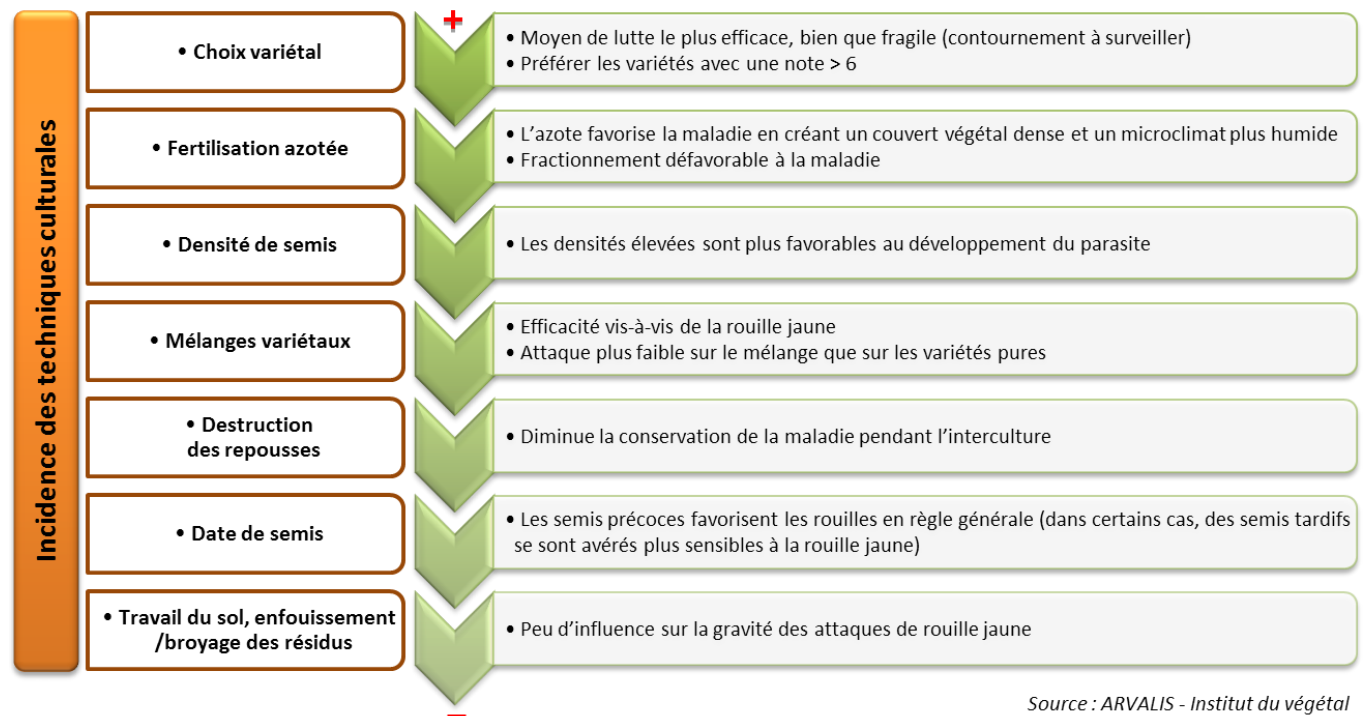 Incidence des techniques culturales
+
• Choix variétal
• Moyen de lutte le plus efficace, bien que fragile (contournement à surveiller)
• Préférer les variétés avec une note > 6
• Fertilisation azotée
• L’azote favorise la maladie en créant un couvert végétal dense et un microclimat plus humide
• Fractionnement défavorable à la maladie
• Densité de semis
• Les densités élevées sont plus favorables au développement du parasite
• Mélanges variétaux
• Efficacité vis-à-vis de la rouille jaune
• Attaque plus faible sur le mélange que sur les variétés pures
• Destruction
des repousses
• Diminue la conservation de la maladie pendant l’interculture
• Date de semis
• Les semis précoces favorisent les rouilles en règle générale (dans certains cas, des semis tardifs
se sont avérés plus sensibles à la rouille jaune)
• Travail du sol, enfouissement
/broyage des résidus
• Peu d’influence sur la gravité des attaques de rouille jaune
–
Source : ARVALIS - Institut du végétal